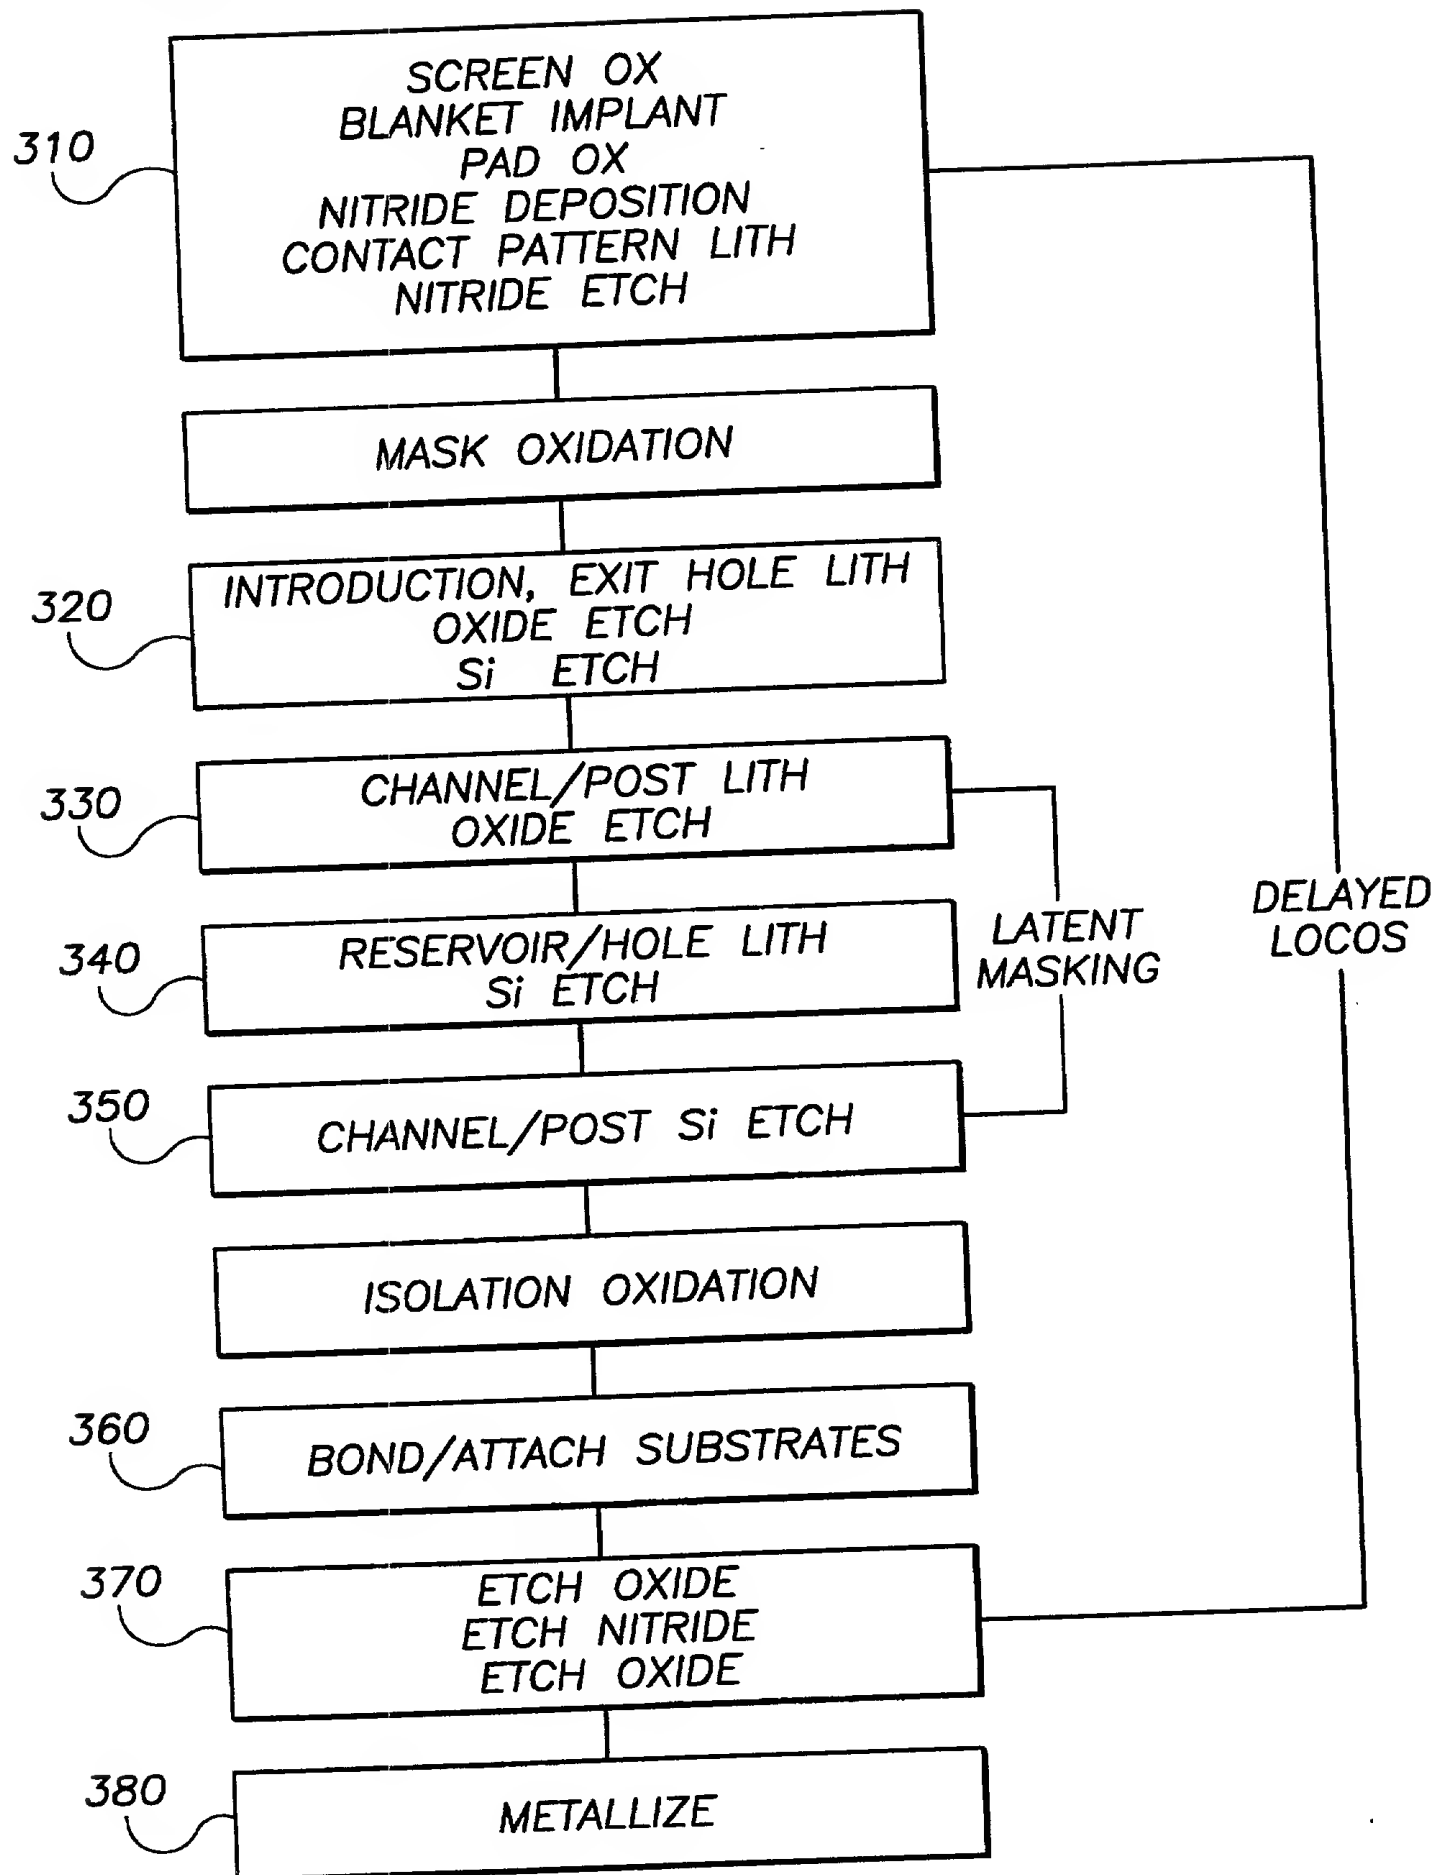 SCREEN OX
BLANKET IMPLANT
PAD OX
NITRIDE DEPOSITION
CONTACT PATTERN LITH
NITRIDE ETCH
310
MASK OXIDATION
320
INTRODUCTION, EXIT HOLE LITH
OXIDE ETCH
Si ETCH
330
CHANNEL/POST LITH
OXIDE ETCH
340
RESERVOIR/HOLE LITH
Si ETCH
LATENT
MASKING
DELAYED
LOCOS
350
CHANNEL/POST Si ETCH
ISOLATION OXIDATION
360
BOND/ATTACH SUBSTRATES
370
ETCH OXIDE
ETCH NITRIDE
ETCH OXIDE
380
METALLIZE